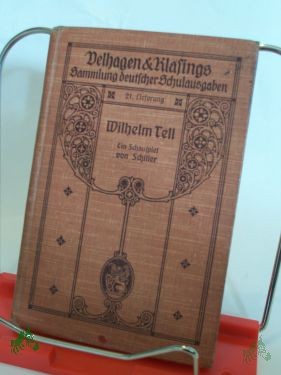 Velhagen & Klasings
Sammlung deutscher Schulausgaben
21. Lieferung
Wilhelm Tell
Ein Schauspiel
von Schiller